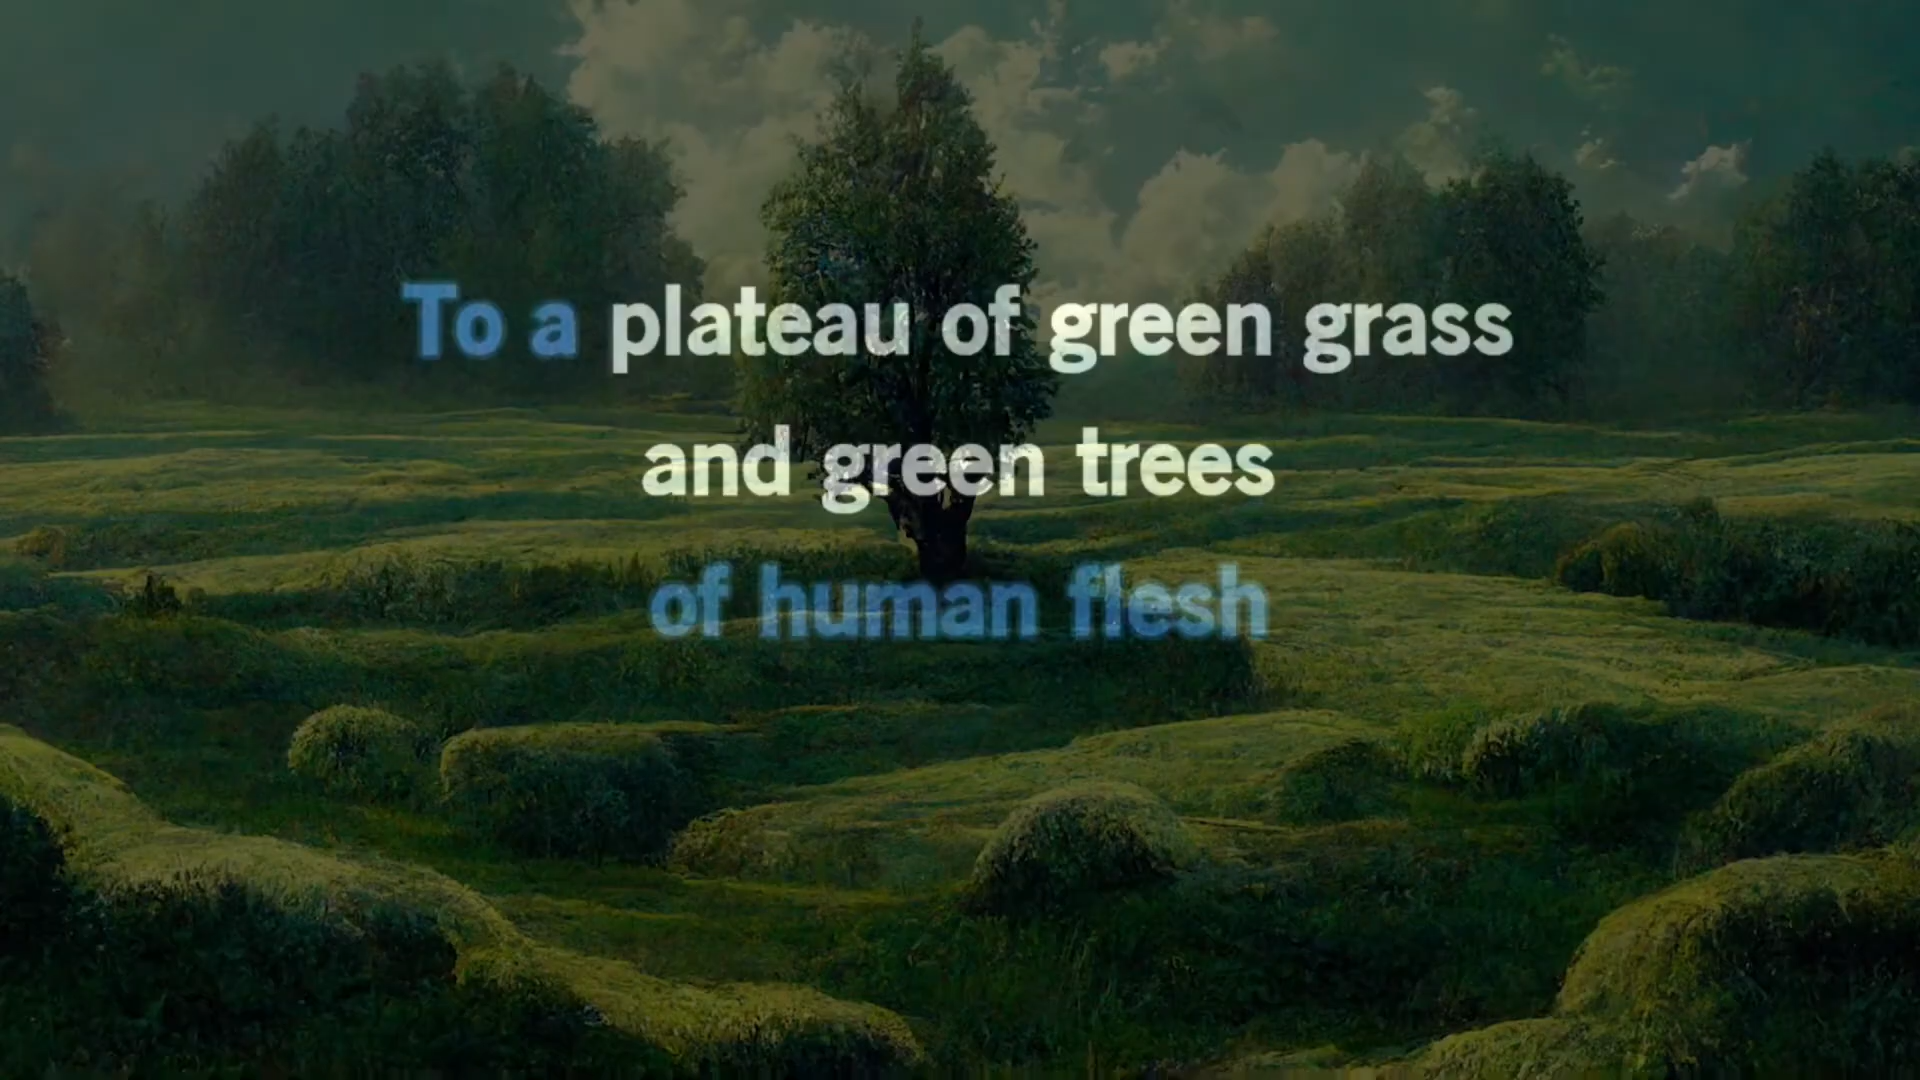 To a plateau of green grass
and green trees
of human flesh